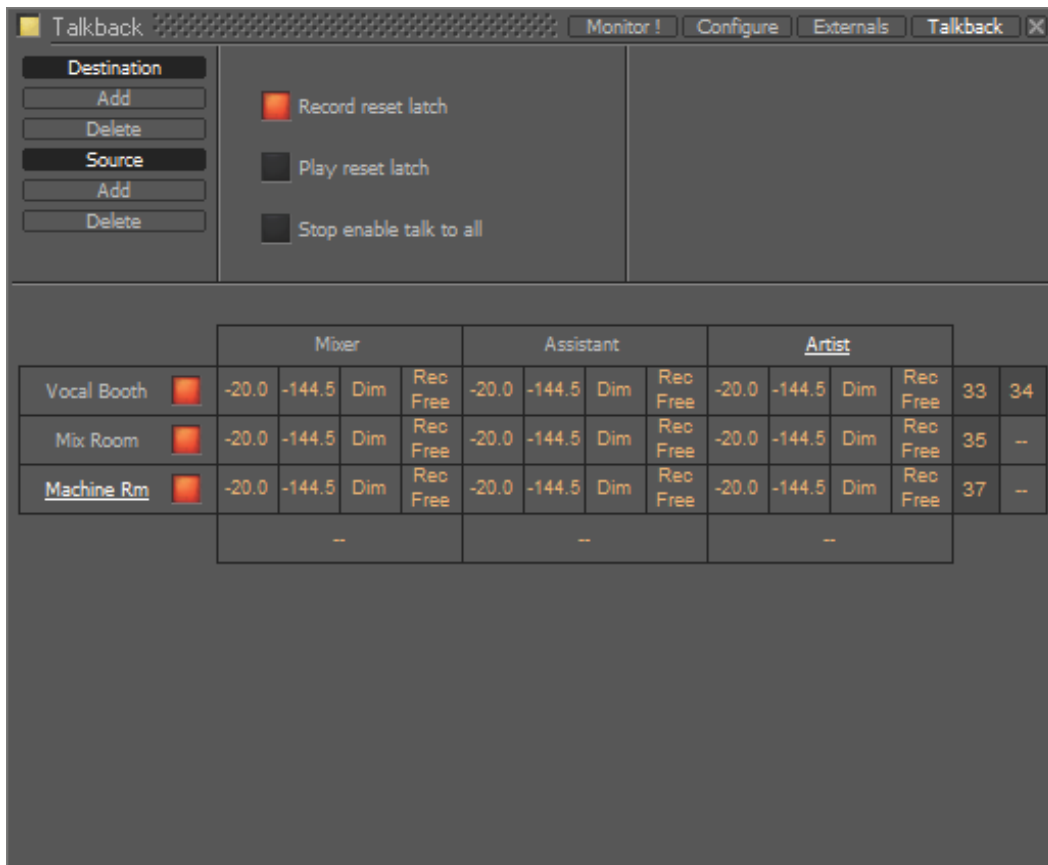 Talkback Monitor ! Configure Externals Talkback X
Destination
Add
Delete
Source
Add
Delete
Record reset latch
Play reset latch
Stop enable talk to all
Mixer Assistant Artist
Vocal Booth -20.0 -144.5 Dim Rec Free -20.0 -144.5 Dim Rec Free -20.0 -144.5 Dim Rec Free 33 34
Mix Room -20.0 -144.5 Dim Rec Free -20.0 -144.5 Dim Rec Free -20.0 -144.5 Dim Rec Free 35 --
Machine Rm -20.0 -144.5 Dim Rec Free -20.0 -144.5 Dim Rec Free -20.0 -144.5 Dim Rec Free 37 --
-- -- --